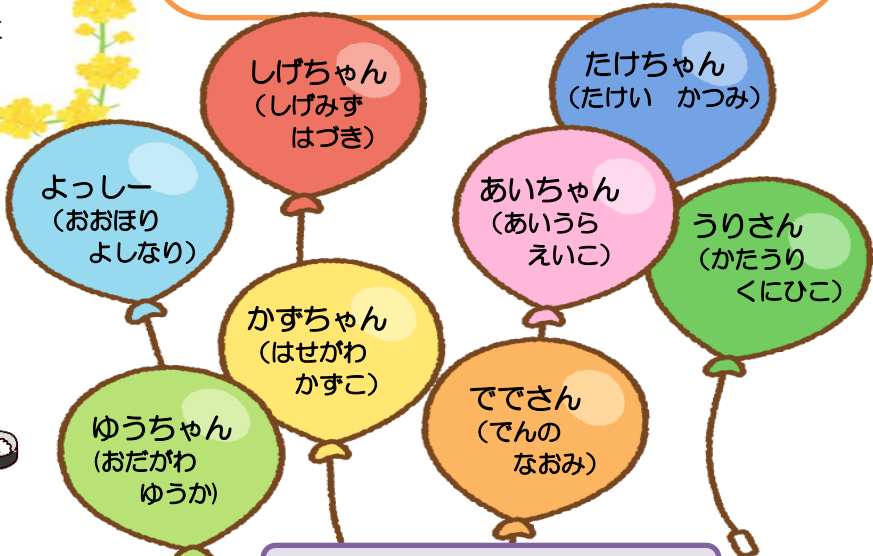 しげちゃん
（しげみず
はづき）
たけちゃん
（たけい　かつみ）
よっしー
（おおほり
よしなり）
あいちゃん
（あいうら
えいこ）
うりさん
（かたうり
くにひこ）
かずちゃん
（はせがわ
かずこ）
ででさん
（でんの
なおみ）
ゆうちゃん
(おだがわ
ゆうか)